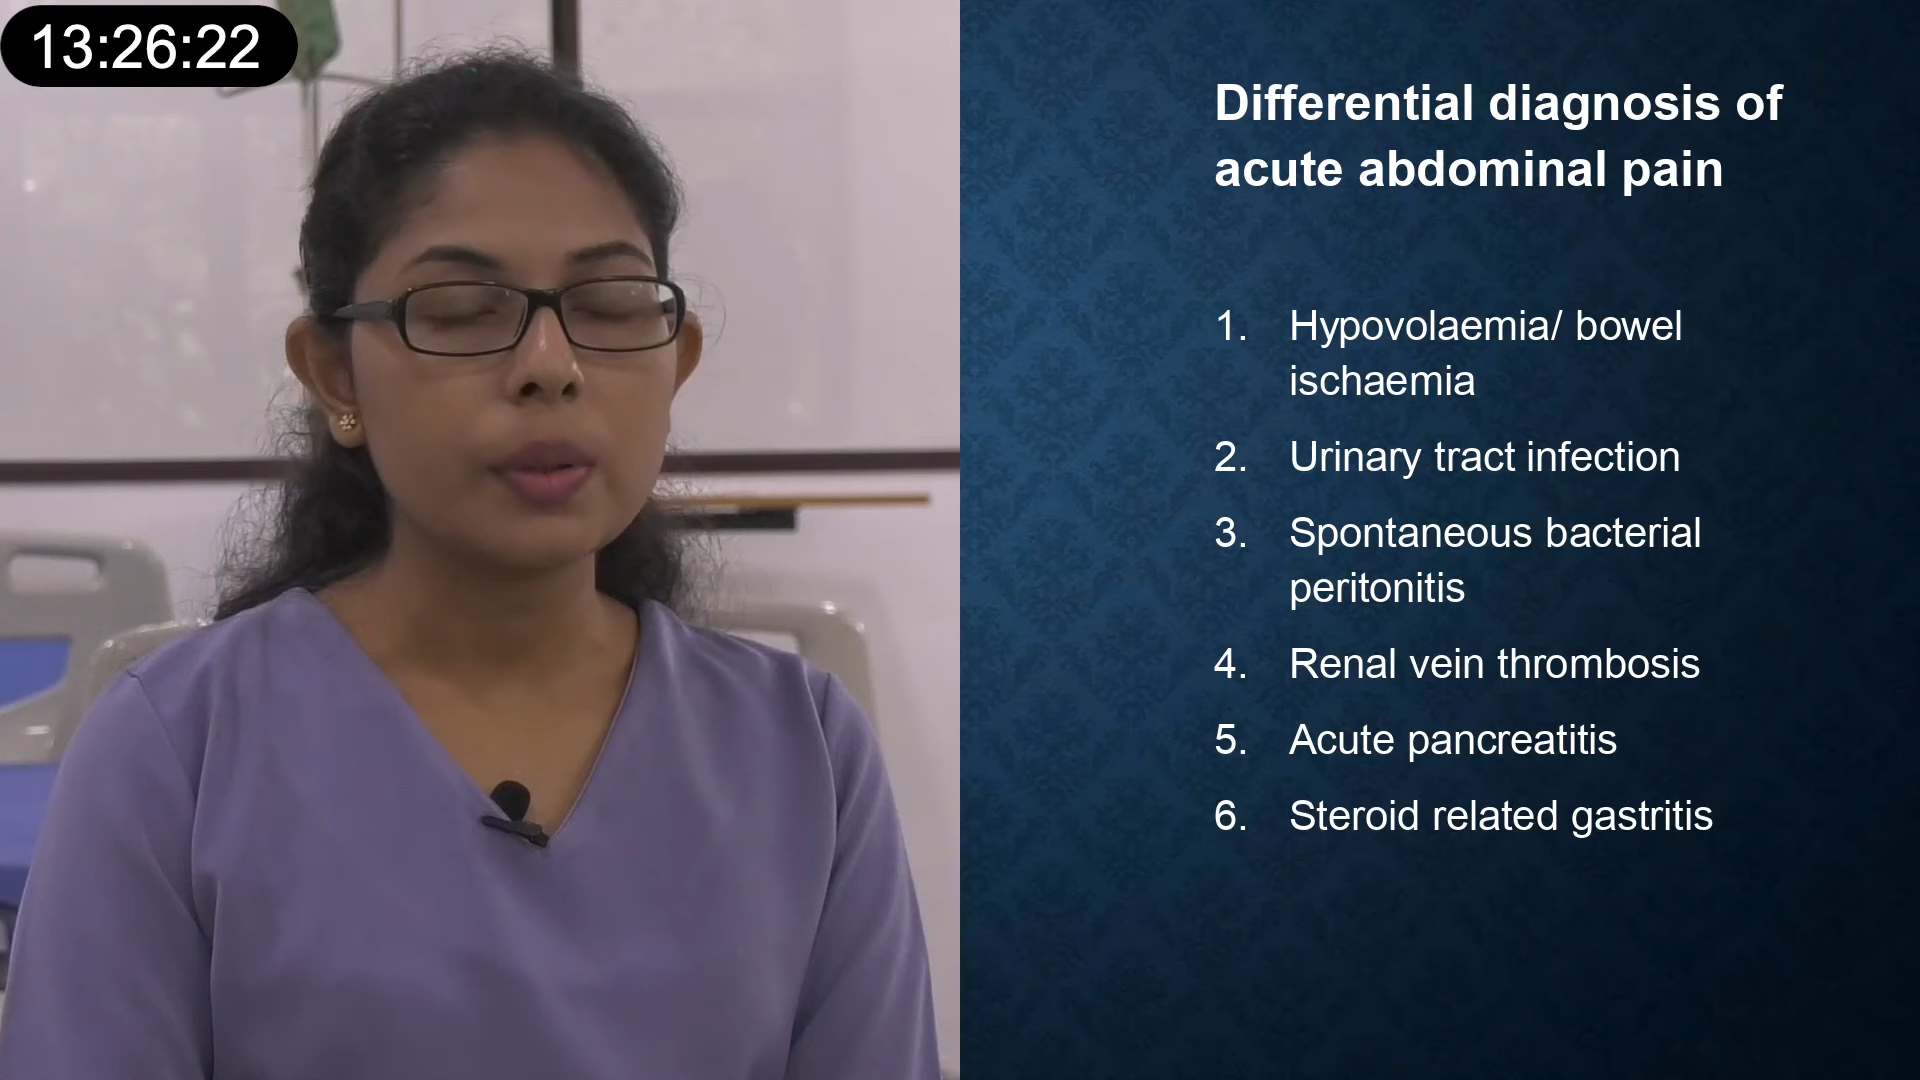 13:26:22
Differential diagnosis of
acute abdominal pain
1. Hypovolaemia/ bowel
ischaemia
2. Urinary tract infection
3. Spontaneous bacterial
peritonitis
4. Renal vein thrombosis
5. Acute pancreatitis
6. Steroid related gastritis